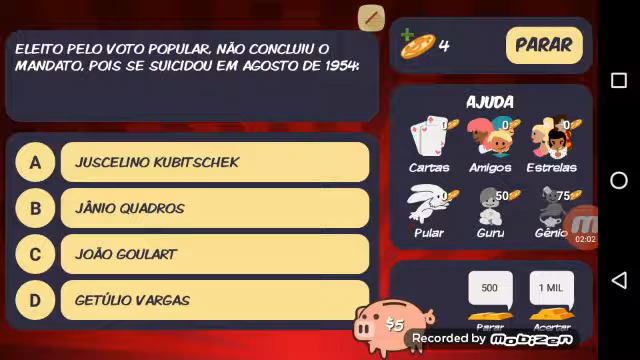 ELEITO PELO VOTO POPULAR, NÃO CONCLUIU O
MANDATO, POIS SE SUICIDOU EM AGOSTO DE 1954:
A JUSCELINO KUBITSCHEK
B JÂNIO QUADROS
C JOÃO GOULART
D GETÚLIO VARGAS
4 PARAR
AJUDA
0 0 0
Cartas Amigos Estrelas
0 50 75
Pular Guru Gênio
02:02
500 1 MIL
Parar Acertar
$5
Recorded by mobizen